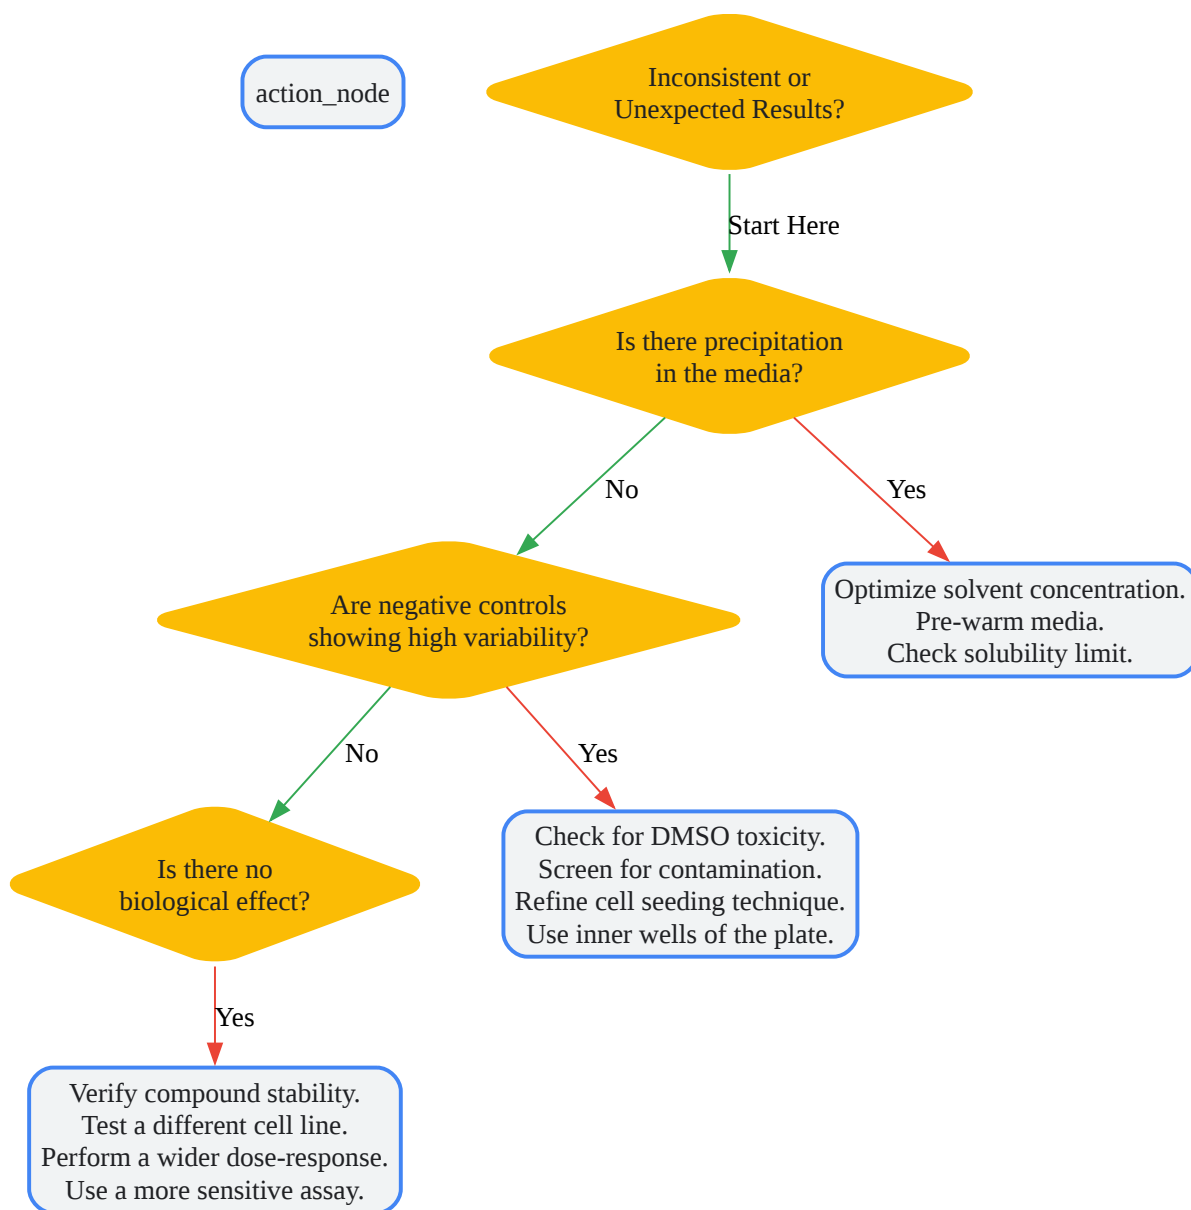 action_node
Inconsistent or
Unexpected Results?
Start Here
Is there precipitation
in the media?
No
Yes
Optimize solvent concentration.
Pre-warm media.
Check solubility limit.
Are negative controls
showing high variability?
No
Yes
Check for DMSO toxicity.
Screen for contamination.
Refine cell seeding technique.
Use inner wells of the plate.
Is there no
biological effect?
Yes
Verify compound stability.
Test a different cell line.
Perform a wider dose-response.
Use a more sensitive assay.